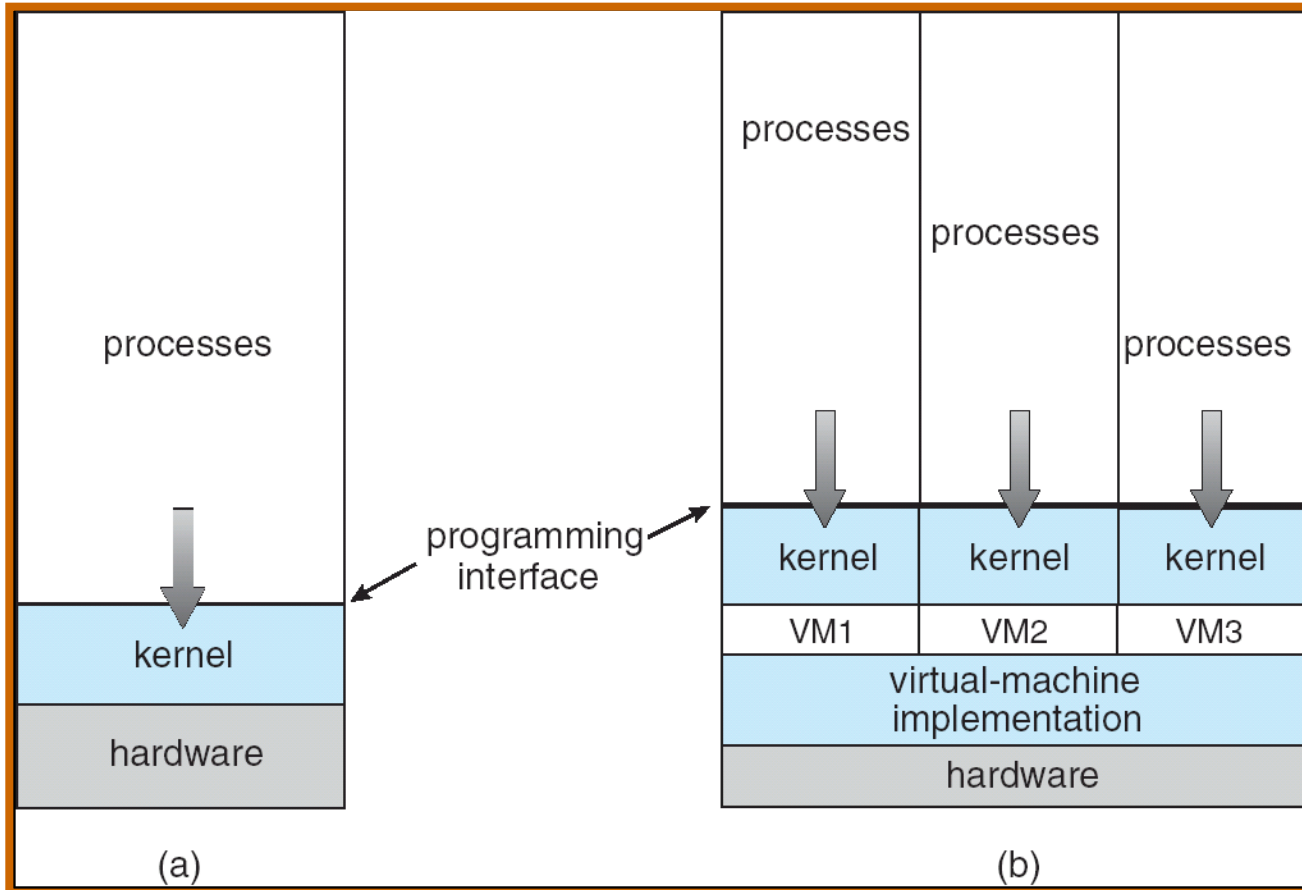 processes
processes
processes
processes
programming
interface
kernel
kernel
kernel
kernel
VM1
VM2
VM3
virtual-machine
implementation
hardware
hardware
(a)
(b)